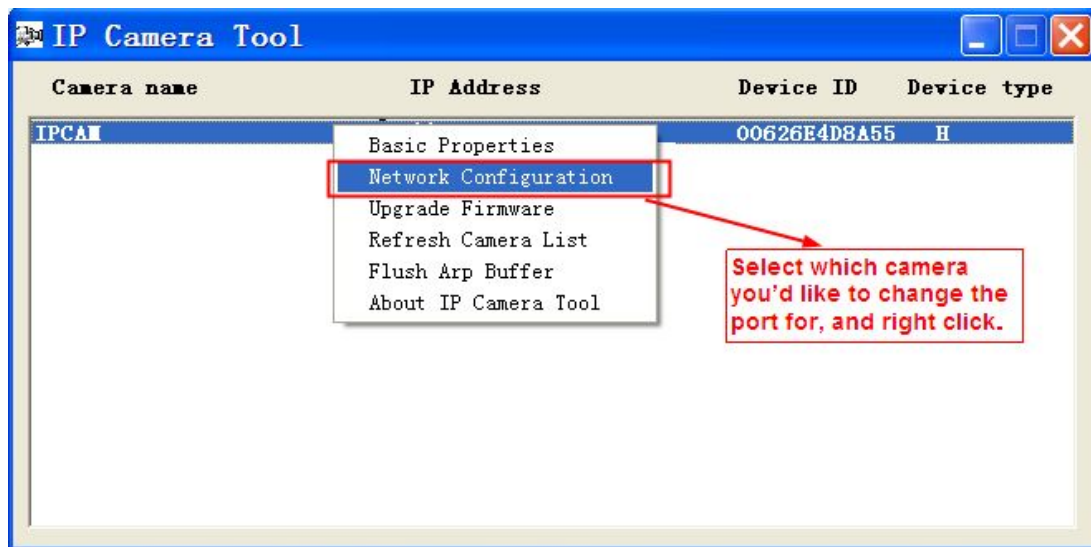 IP Camera Tool
Camera name IP Address Device ID Device type
IPCAM 00626E4D8A55 H
Basic Properties
Network Configuration
Upgrade Firmware
Refresh Camera List
Flush Arp Buffer
About IP Camera Tool
Select which camera
you'd like to change the
port for, and right click.